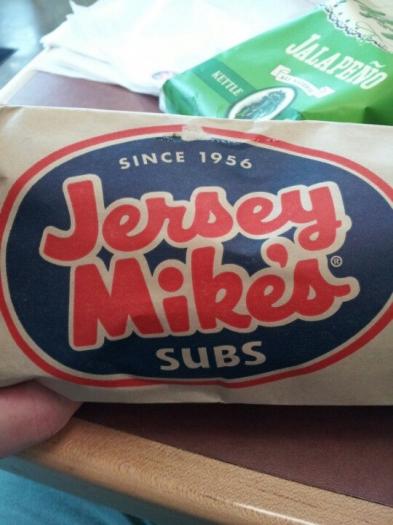 JALAPEÑO
KETTLE
SINCE 1956
Jersey
Mike's®
SUBS